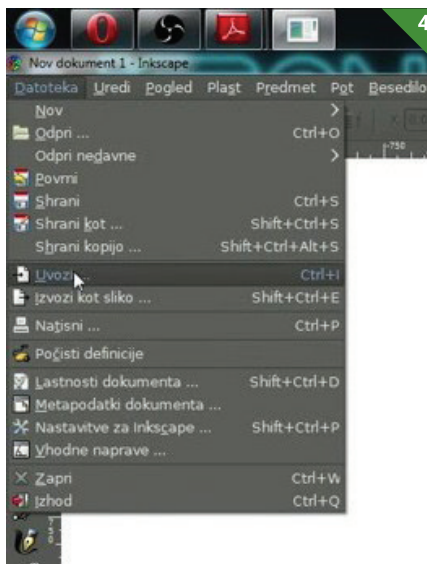 4
Nov dokument 1 - Inkscape
Datoteka Uredi Pogled Plast Predmet Pot Besedilo
Nov
Odpri ... Ctrl+O
Odpri nedavne
Povrni
Shrani Ctrl+S
Shrani kot ... Shift+Ctrl+S
Shrani kopijo ... Shift+Ctrl+Alt+S
Uvozi ... Ctrl+I
Izvozi kot sliko ... Shift+Ctrl+E
Natisni ... Ctrl+P
Počisti definicije
Lastnosti dokumenta ... Shift+Ctrl+D
Metapodatki dokumenta ...
Nastavitve za Inkscape ... Shift+Ctrl+P
Vhodne naprave ...
Zapri Ctrl+W
Izhod Ctrl+Q
-750